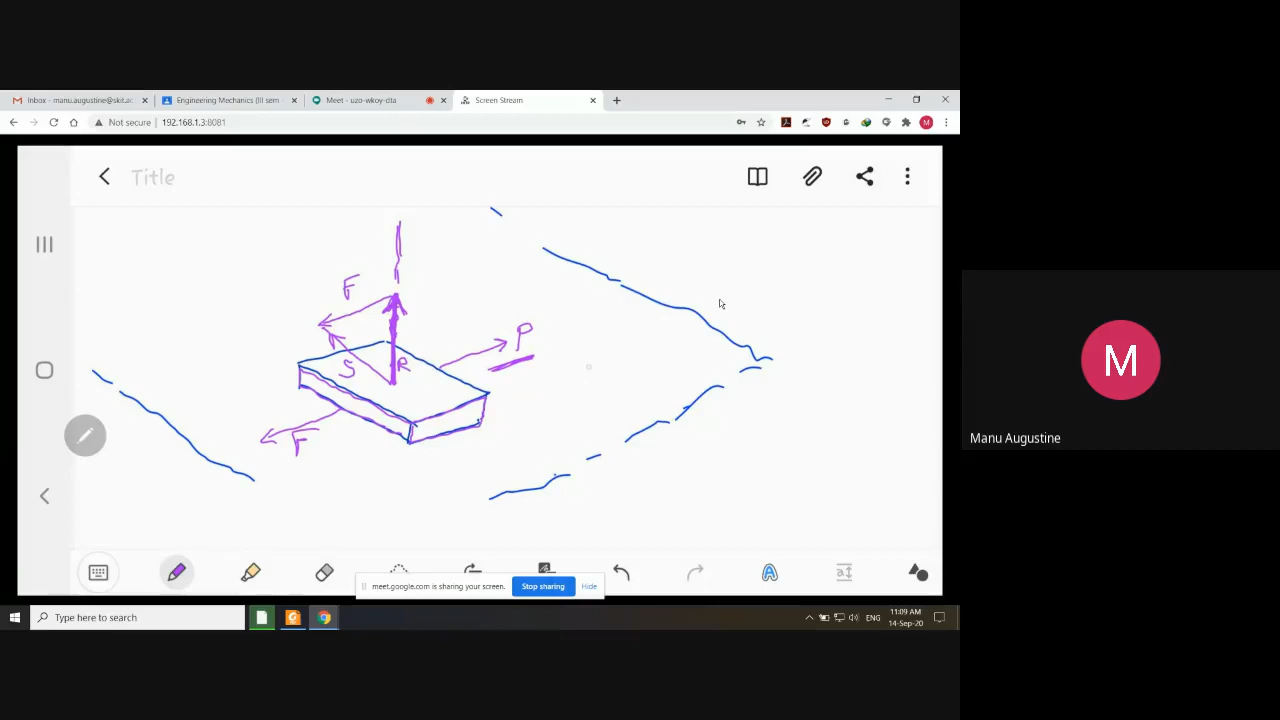 Inbox - manu.augustine@skit.ac
Engineering Mechanics (III sem -
Meet - uzo-wkoy-dta
Screen Stream
Not secure | 192.168.1.3:8081
Title
F
P
S
R
F
Manu Augustine
meet.google.com is sharing your screen.
Stop sharing
Hide
Type here to search
ENG
11:09 AM
14-Sep-20
M